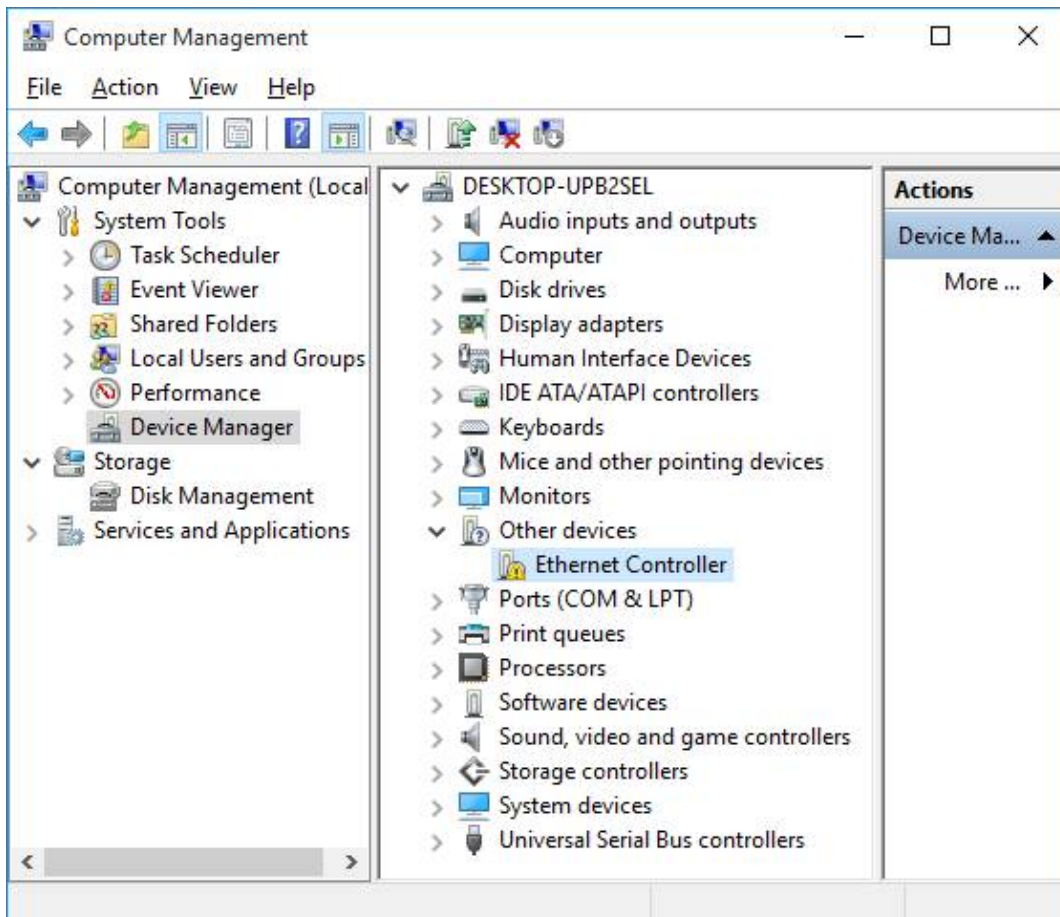 Computer Management
File Action View Help
Computer Management (Local
System Tools
Task Scheduler
Event Viewer
Shared Folders
Local Users and Groups
Performance
Device Manager
Storage
Disk Management
Services and Applications
DESKTOP-UPB2SEL
Audio inputs and outputs
Computer
Disk drives
Display adapters
Human Interface Devices
IDE ATA/ATAPI controllers
Keyboards
Mice and other pointing devices
Monitors
Other devices
Ethernet Controller
Ports (COM & LPT)
Print queues
Processors
Software devices
Sound, video and game controllers
Storage controllers
System devices
Universal Serial Bus controllers
Actions
Device Ma...
More ...